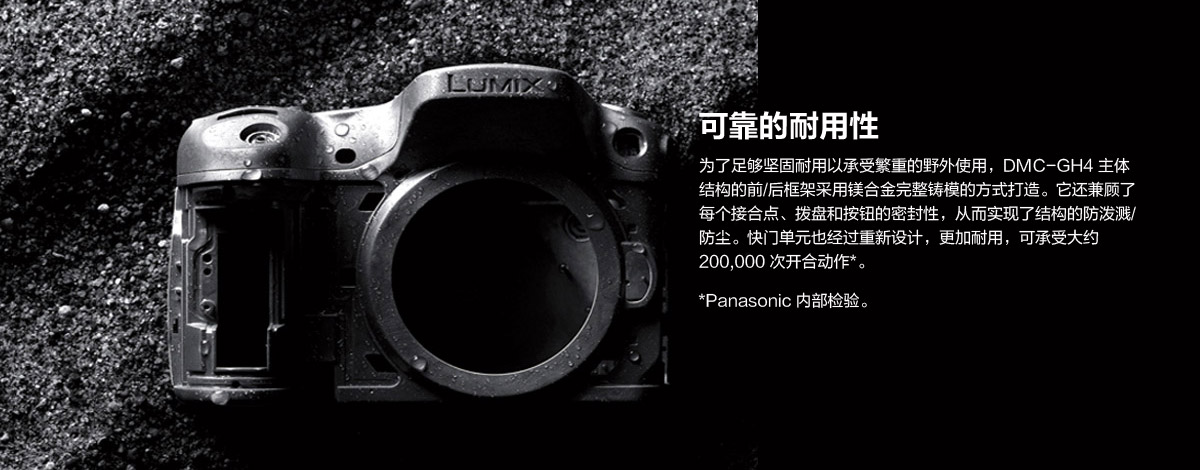 LUMIX
可靠的耐用性
为了足够坚固耐用以承受繁重的野外使用，DMC-GH4 主体
结构的前/后框架采用镁合金完整铸模的方式打造。它还兼顾了
每个接合点、拨盘和按钮的密封性，从而实现了结构的防泼溅/
防尘。快门单元也经过重新设计，更加耐用，可承受大约
200,000 次开合动作*。
*Panasonic 内部检验。